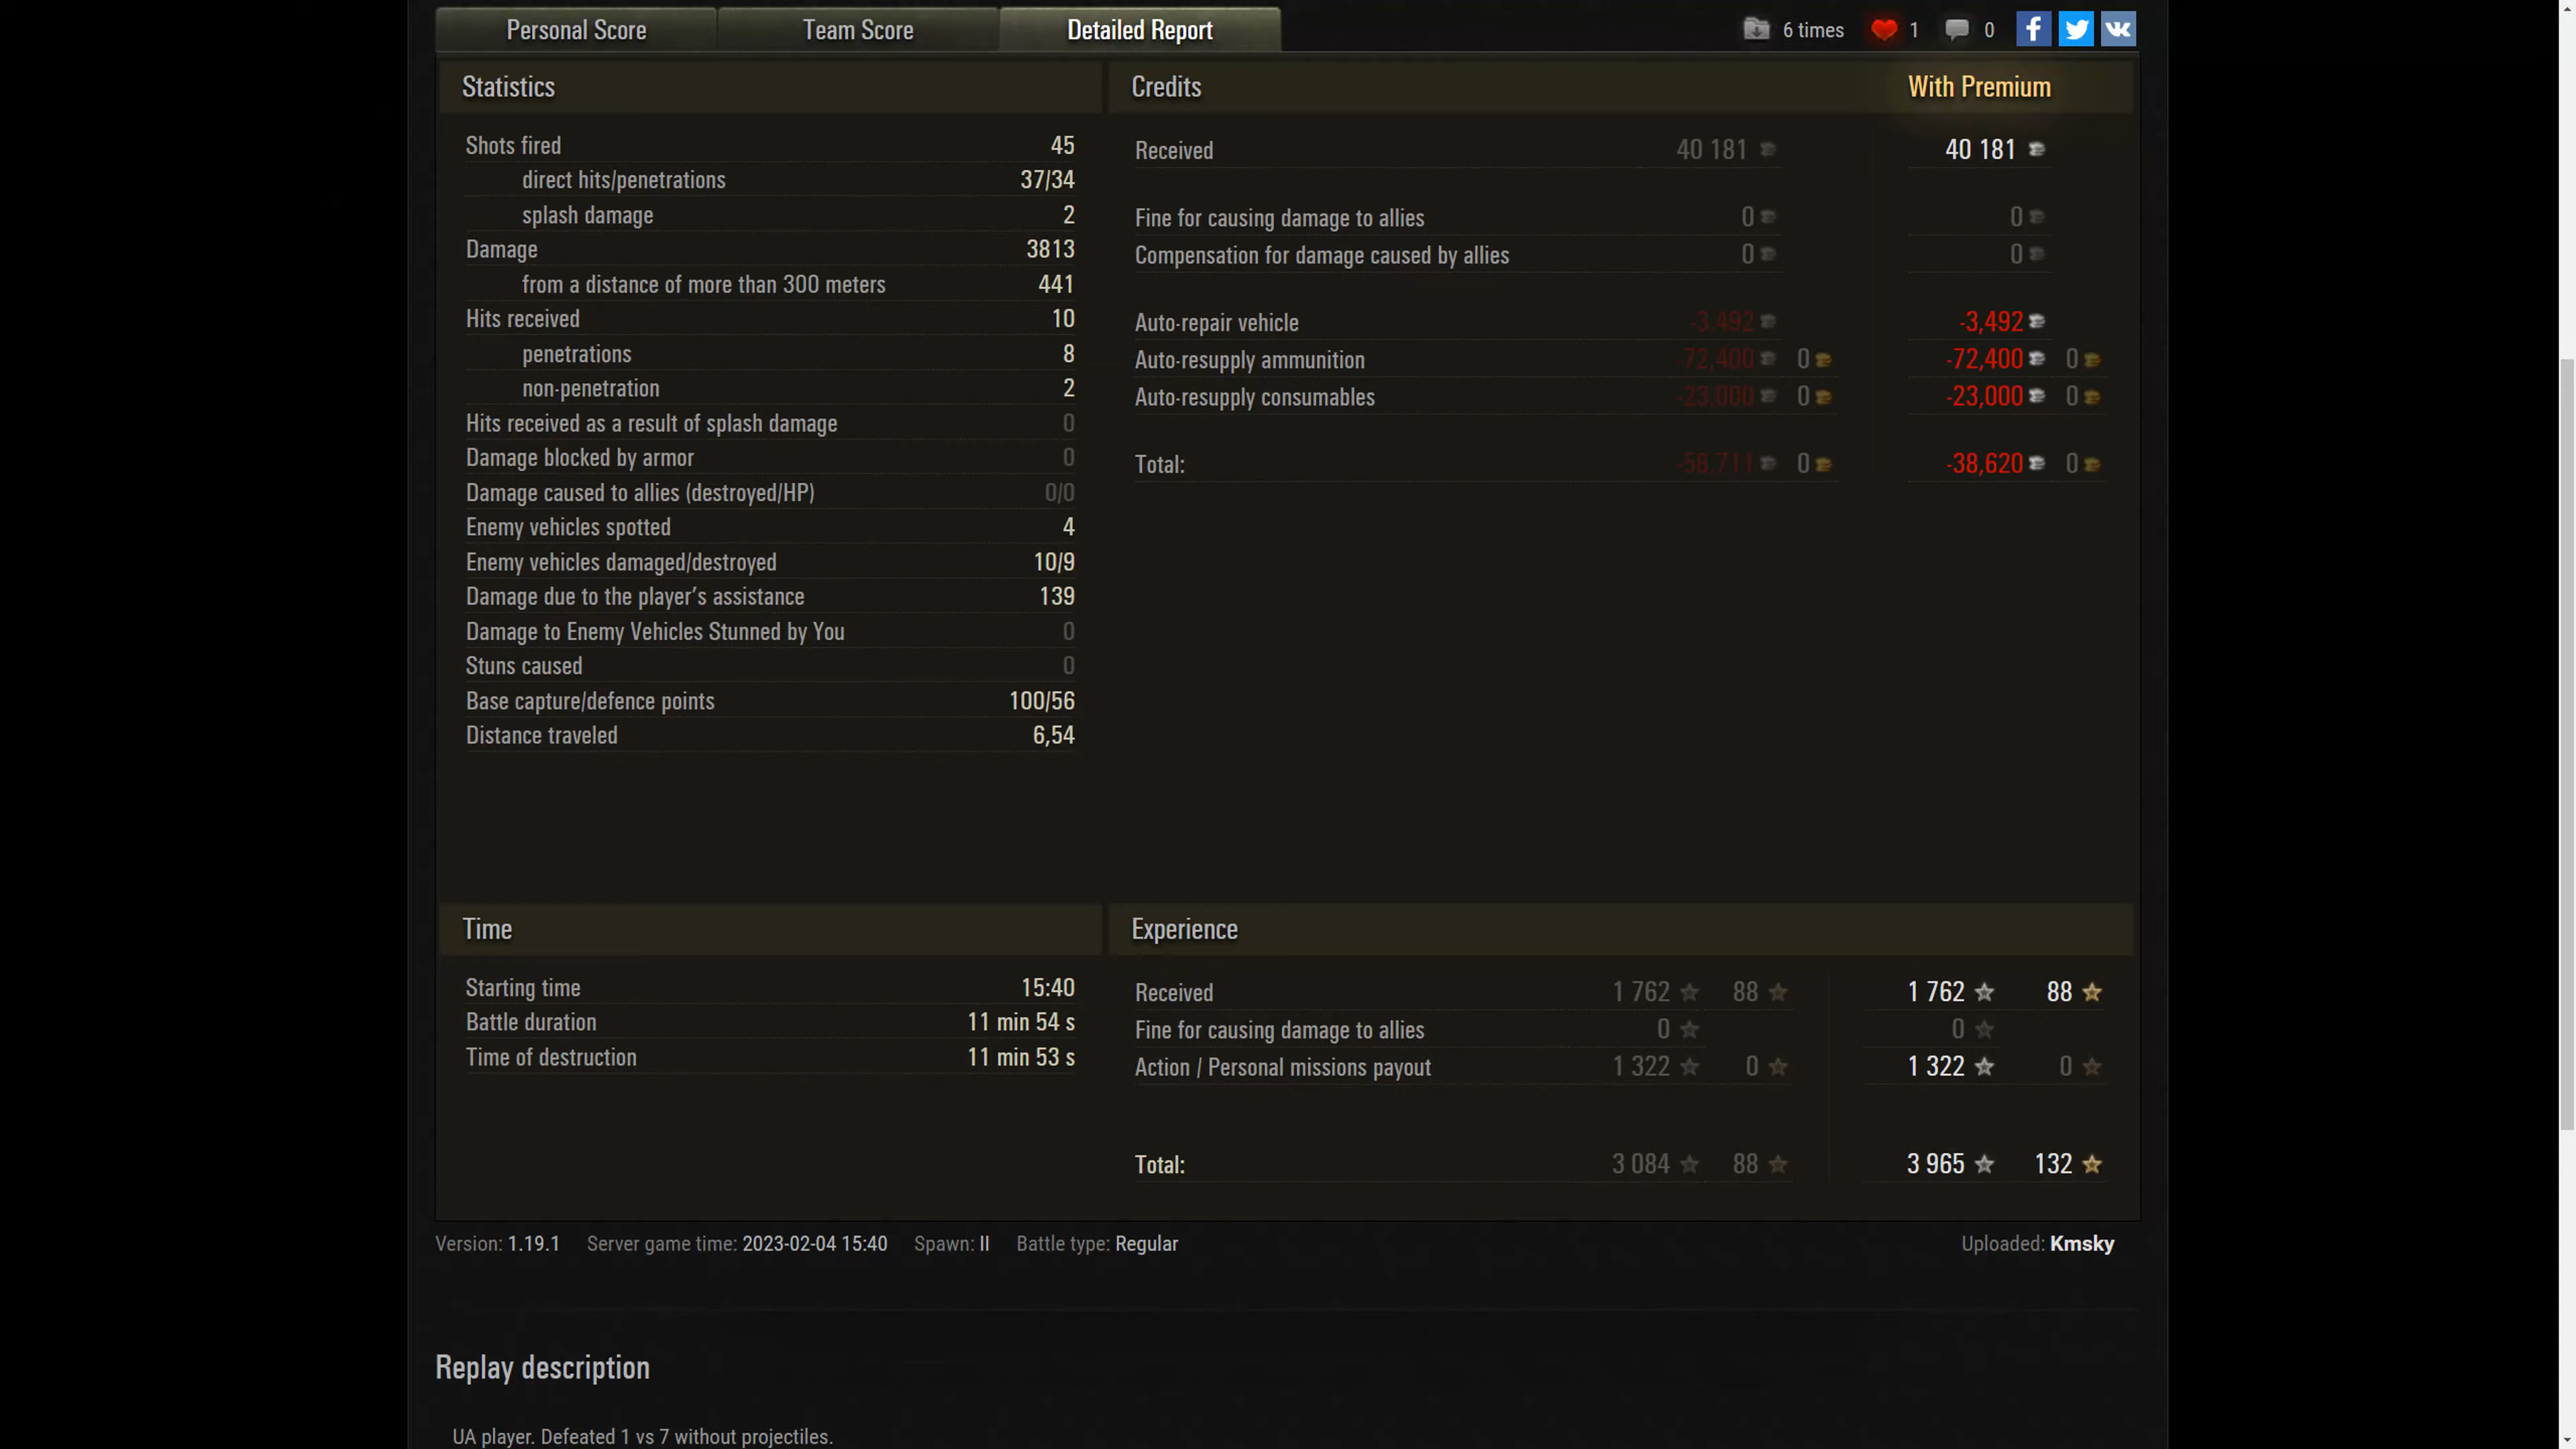 Personal Score Team Score Detailed Report 6 times 1 0
Statistics
Shots fired 45
direct hits/penetrations 37/34
splash damage 2
Damage 3813
from a distance of more than 300 meters 441
Hits received 10
penetrations 8
non-penetration 2
Hits received as a result of splash damage 0
Damage blocked by armor 0
Damage caused to allies (destroyed/HP) 0/0
Enemy vehicles spotted 4
Enemy vehicles damaged/destroyed 10/9
Damage due to the player's assistance 139
Damage to Enemy Vehicles Stunned by You 0
Stuns caused 0
Base capture/defence points 100/56
Distance traveled 6,54
Credits With Premium
Received 40 181 40 181
Fine for causing damage to allies 0 0
Compensation for damage caused by allies 0 0
Auto-repair vehicle -3,492 -3,492
Auto-resupply ammunition -72,400 0 -72,400 0
Auto-resupply consumables -23,000 0 -23,000 0
Total: -58,711 0 -38,620 0
Time
Starting time 15:40
Battle duration 11 min 54 s
Time of destruction 11 min 53 s
Experience
Received 1 762 88 1 762 88
Fine for causing damage to allies 0 0
Action / Personal missions payout 1 322 0 1 322 0
Total: 3 084 88 3 965 132
Version: 1.19.1 Server game time: 2023-02-04 15:40 Spawn: II Battle type: Regular Uploaded: Kmsky
Replay description
UA player. Defeated 1 vs 7 without projectiles.